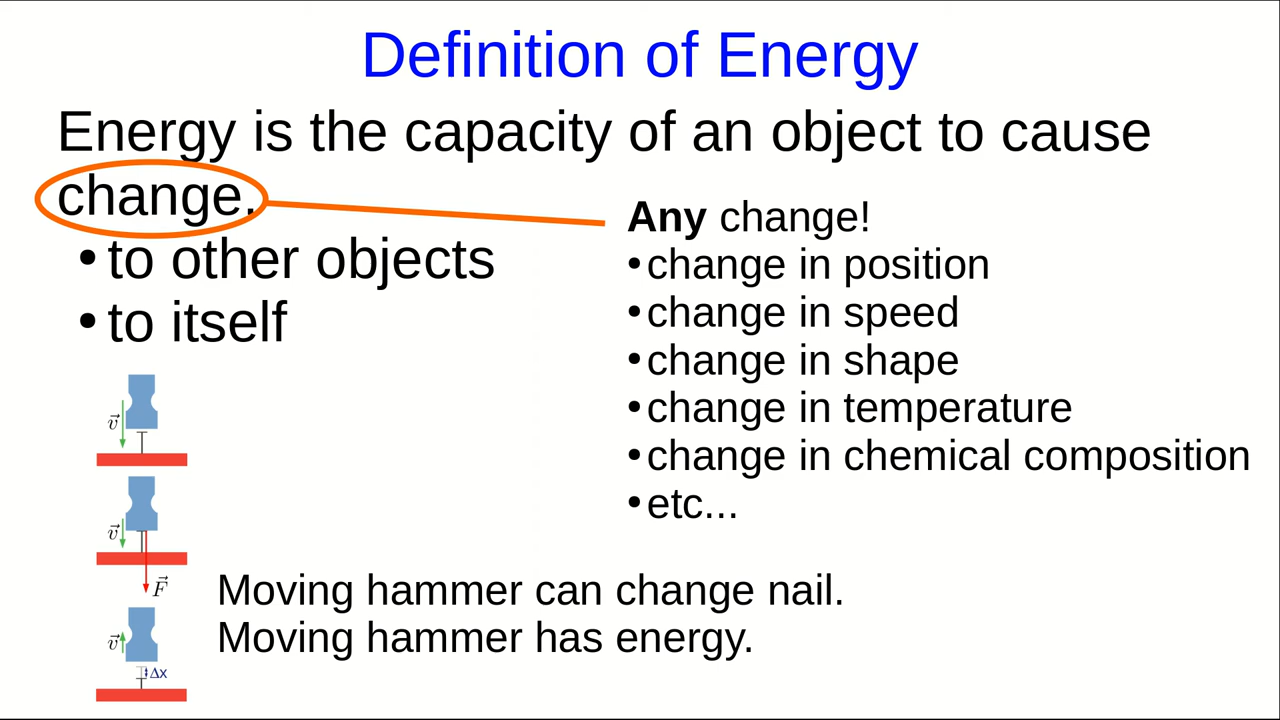 Definition of Energy
Energy is the capacity of an object to cause
change.
• to other objects
• to itself
Any change!
• change in position
• change in speed
• change in shape
• change in temperature
• change in chemical composition
• etc...
v⃗
v⃗
F⃗
v⃗
Δx
Moving hammer can change nail.
Moving hammer has energy.